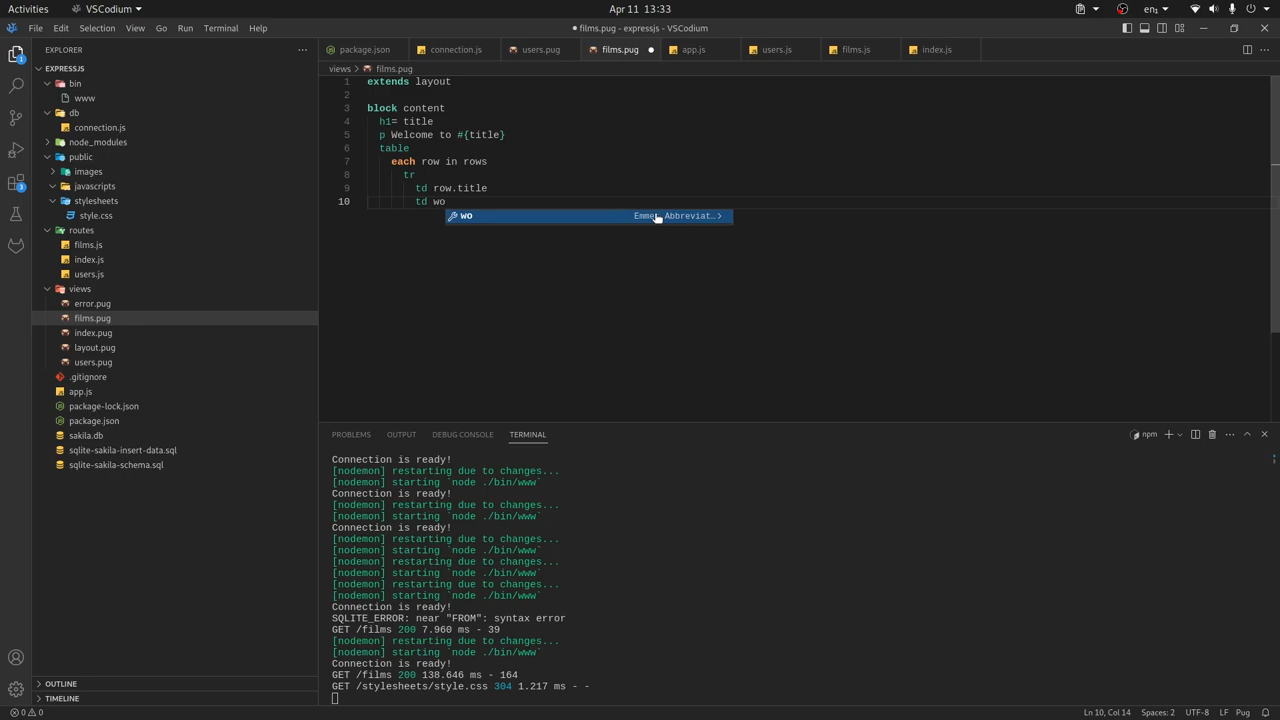 Activities
VSCodium
Apr 11 13:33
en₁
File Edit Selection View Go Run Terminal Help
● films.pug - expressjs - VSCodium
EXPLORER
EXPRESSJS
bin
www
db
connection.js
node_modules
public
images
javascripts
stylesheets
style.css
routes
films.js
index.js
users.js
views
error.pug
films.pug
index.pug
layout.pug
users.pug
.gitignore
app.js
package-lock.json
package.json
sakila.db
sqlite-sakila-insert-data.sql
sqlite-sakila-schema.sql
OUTLINE
TIMELINE
1
3
package.json connection.js users.pug films.pug app.js users.js films.js index.js
views > films.pug
1 extends layout
2
3 block content
4 h1= title
5 p Welcome to #{title}
6 table
7 each row in rows
8 tr
9 td row.title
10 td wo
wo Emmet Abbreviat…
PROBLEMS OUTPUT DEBUG CONSOLE TERMINAL
npm
Connection is ready!
[nodemon] restarting due to changes...
[nodemon] starting `node ./bin/www`
Connection is ready!
[nodemon] restarting due to changes...
[nodemon] starting `node ./bin/www`
Connection is ready!
[nodemon] restarting due to changes...
[nodemon] starting `node ./bin/www`
[nodemon] restarting due to changes...
[nodemon] starting `node ./bin/www`
[nodemon] restarting due to changes...
[nodemon] starting `node ./bin/www`
Connection is ready!
SQLITE_ERROR: near "FROM": syntax error
GET /films 200 7.960 ms - 39
[nodemon] restarting due to changes...
[nodemon] starting `node ./bin/www`
Connection is ready!
GET /films 200 138.646 ms - 164
GET /stylesheets/style.css 304 1.217 ms - -
0 0
Ln 10, Col 14 Spaces: 2 UTF-8 LF Pug